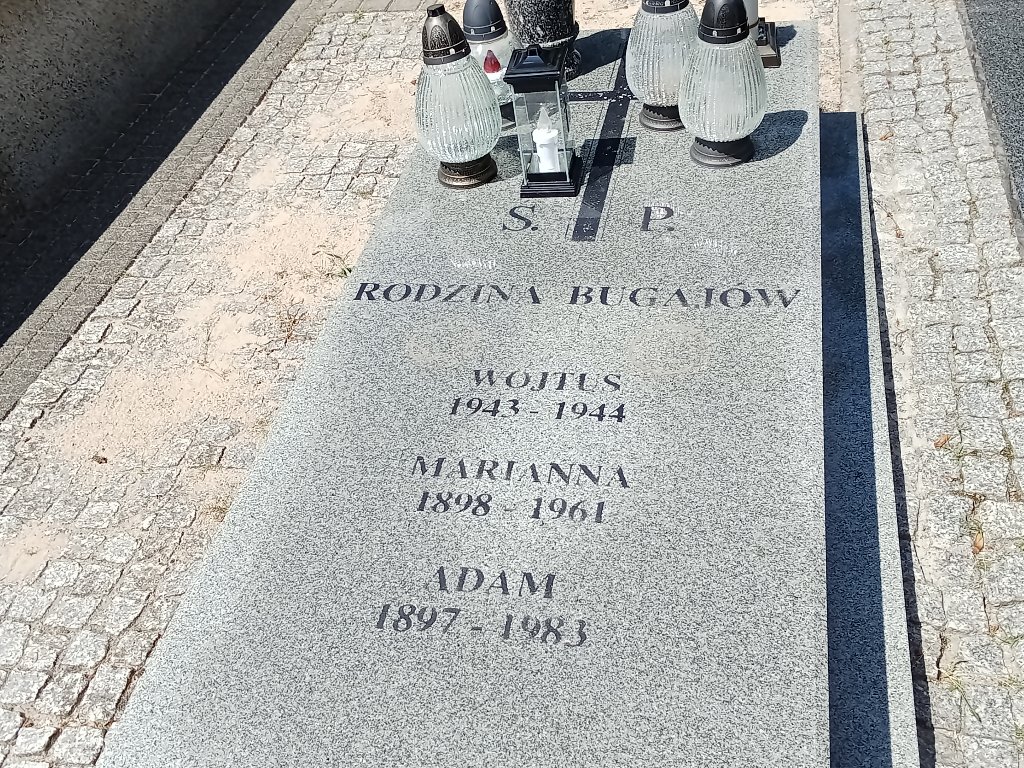 S. P.
RODZINA BUGAJÓW
WOJTUŚ
1943 - 1944
MARIANNA
1898 - 1961
ADAM
1897 - 1983